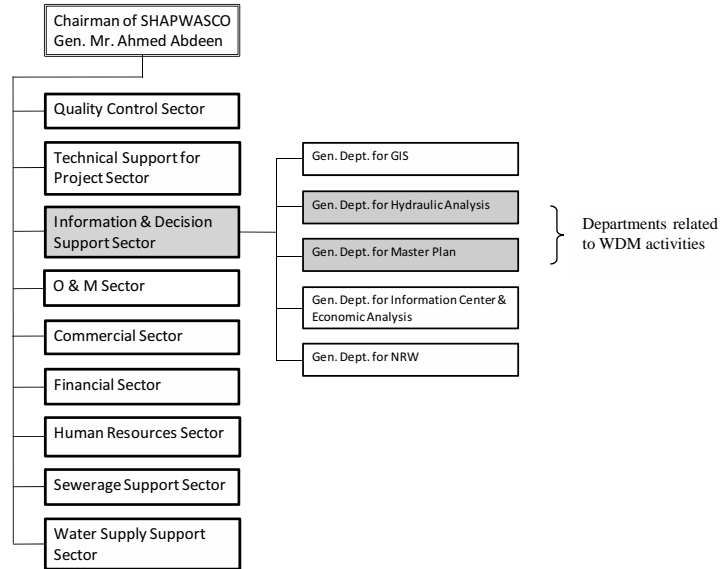 Chairman of SHAPWASCO
Gen. Mr. Ahmed Abdeen
Quality Control Sector
Technical Support for
Project Sector
Information & Decision
Support Sector
O & M Sector
Commercial Sector
Financial Sector
Human Resources Sector
Sewerage Support Sector
Water Supply Support
Sector
Gen. Dept. for GIS
Gen. Dept. for Hydraulic Analysis
Gen. Dept. for Master Plan
Gen. Dept. for Information Center &
Economic Analysis
Gen. Dept. for NRW
Departments related
to WDM activities